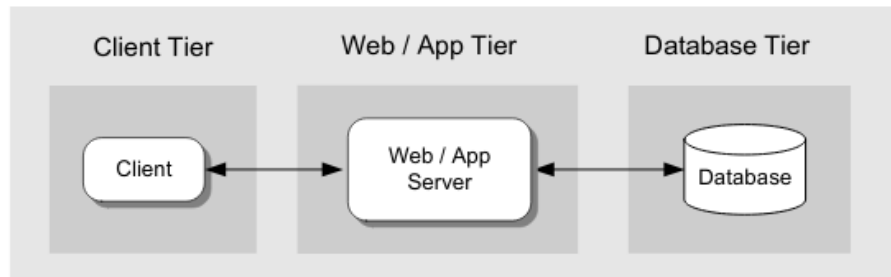 Client Tier
Web / App Tier
Database Tier
Client
Web / App
Server
Database